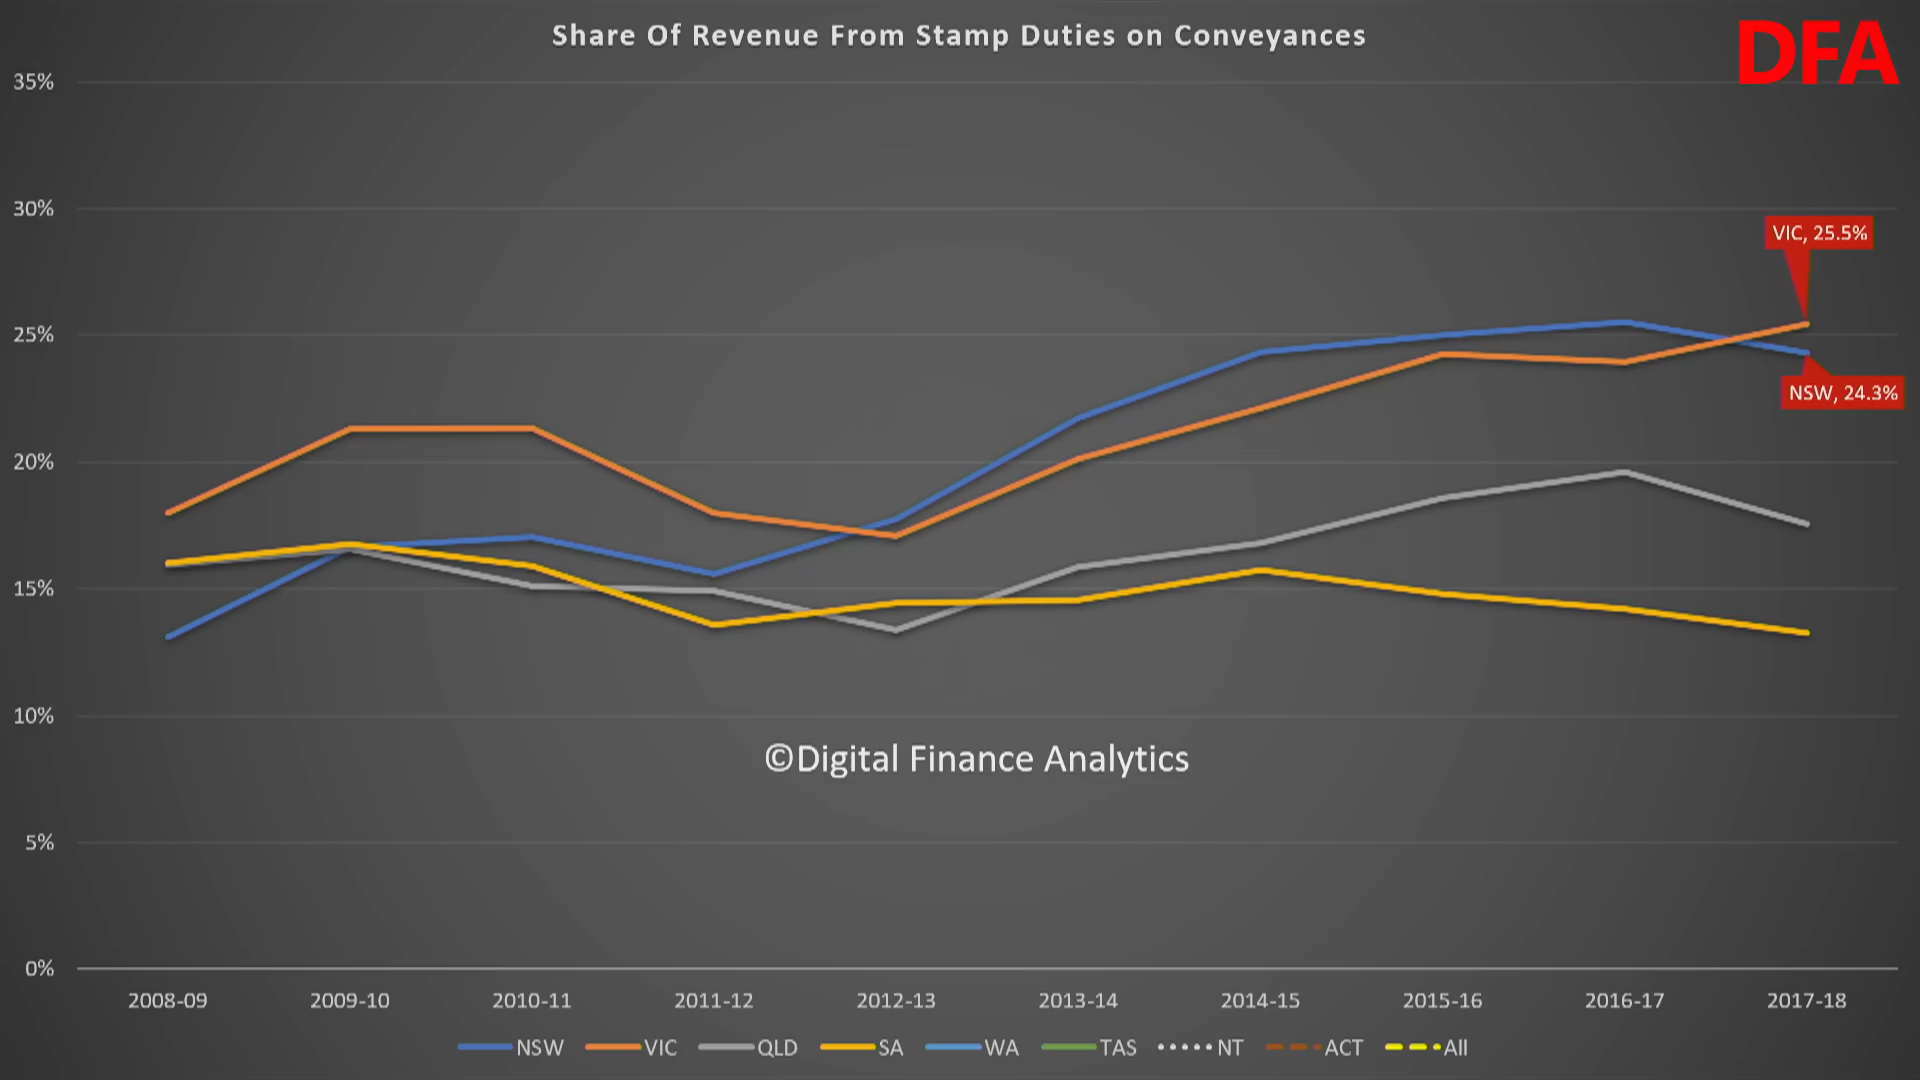 Share Of Revenue From Stamp Duties on Conveyances
DFA
35%
30%
25%
20%
15%
10%
5%
0%
VIC, 25.5%
NSW, 24.3%
©Digital Finance Analytics
2008-09 2009-10 2010-11 2011-12 2012-13 2013-14 2014-15 2015-16 2016-17 2017-18
NSW VIC QLD SA WA TAS NT ACT All